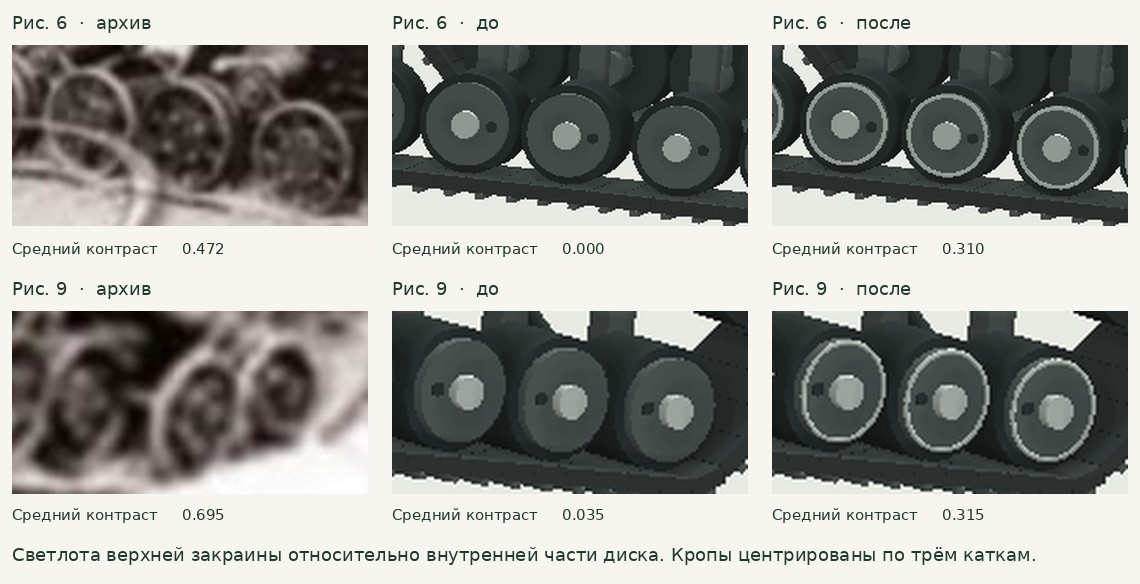 Рис. 6 · архив
Рис. 6 · до
Рис. 6 · после
Средний контраст 0.472
Средний контраст 0.000
Средний контраст 0.310
Рис. 9 · архив
Рис. 9 · до
Рис. 9 · после
Средний контраст 0.695
Средний контраст 0.035
Средний контраст 0.315
Светлота верхней закраины относительно внутренней части диска. Кропы центрированы по трём каткам.